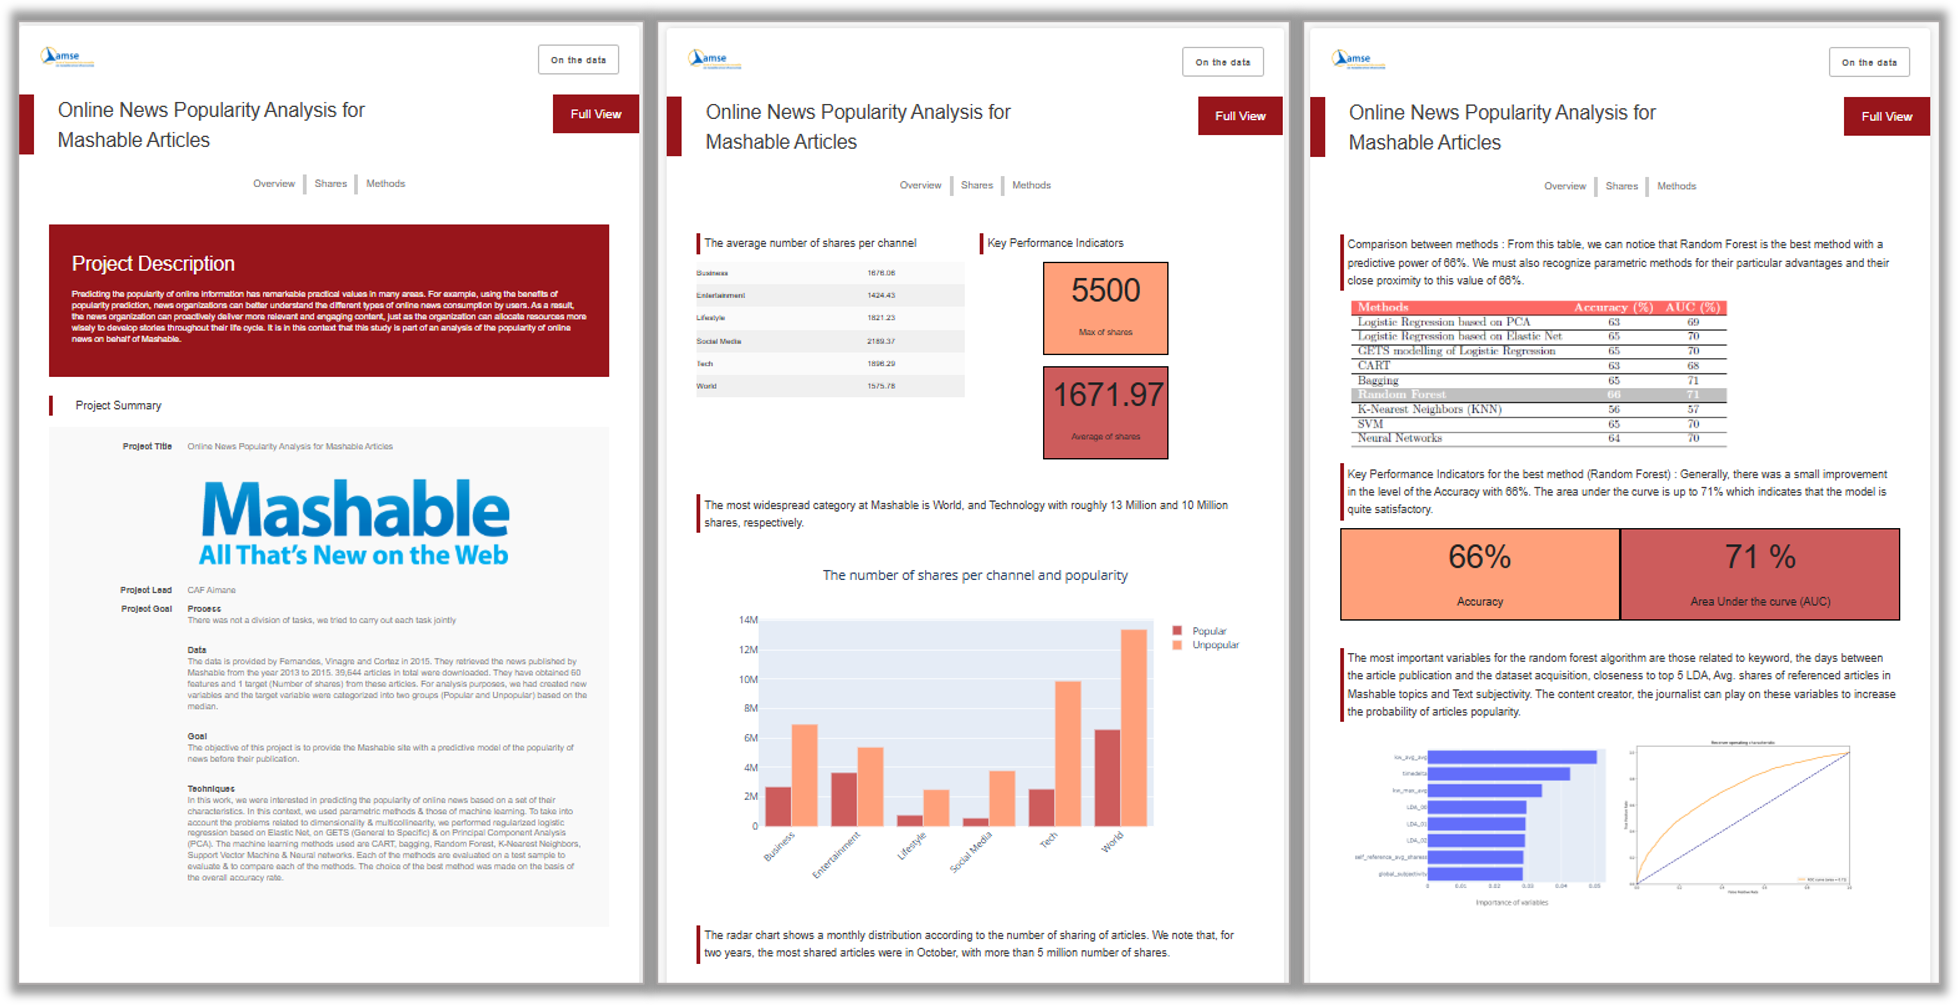 amse
On the data
Online News Popularity Analysis for
Mashable Articles
Full View
Overview
Shares
Methods
Project Description
Predicting the popularity of online information has remarkable practical values in many areas. For example, using the benefits of
popularity prediction, news organizations can better understand the different types of online news consumption by users. As a result,
the news organization can proactively deliver more relevant and engaging content, just as the organization can allocate resources more
wisely to develop stories throughout their life cycle. It is in this context that this study is part of an analysis of the popularity of online
news on behalf of Mashable.
Project Summary
Project Title Online News Popularity Analysis for Mashable Articles
Mashable
All That's New on the Web
Project Lead CAF Aimane
Project Goal Process
There was not a division of tasks, we tried to carry out each task jointly
Data
The data is provided by Fernandes, Vinagre and Cortez in 2015. They retrieved the news published by
Mashable from the year 2013 to 2015. 39,644 articles in total were downloaded. They have obtained 60
features and 1 target (Number of shares) from these articles. For analysis purposes, we had created new
variables and the target variable were categorized into two groups (Popular and Unpopular) based on the
median.
Goal
The objective of this project is to provide the Mashable site with a predictive model of the popularity of
news before their publication.
Techniques
In this work, we were interested in predicting the popularity of online news based on a set of their
characteristics. In this context, we used parametric methods & those of machine learning. To take into
account the problems related to dimensionality & multicollinearity, we performed regularized logistic
regression based on Elastic Net, on GETS (General to Specific) & on Principal Component Analysis
(PCA). The machine learning methods used are CART, bagging, Random Forest, K-Nearest Neighbors,
Support Vector Machine & Neural networks. Each of the methods are evaluated on a test sample to
evaluate & to compare each of the methods. The choice of the best method was made on the basis of
the overall accuracy rate.
amse
On the data
Online News Popularity Analysis for
Mashable Articles
Full View
Overview
Shares
Methods
The average number of shares per channel
Business 1676.06
Entertainment 1424.43
Lifestyle 1821.23
Social Media 2189.37
Tech 1896.29
World 1575.78
Key Performance Indicators
5500
Max of shares
1671.97
Average of shares
The most widespread category at Mashable is World, and Technology with roughly 13 Million and 10 Million
shares, respectively.
The number of shares per channel and popularity
14M
12M
10M
8M
6M
4M
2M
0
Business
Entertainment
Lifestyle
Social Media
Tech
World
Popular
Unpopular
The radar chart shows a monthly distribution according to the number of sharing of articles. We note that, for
two years, the most shared articles were in October, with more than 5 million number of shares.
amse
On the data
Online News Popularity Analysis for
Mashable Articles
Full View
Overview
Shares
Methods
Comparison between methods : From this table, we can notice that Random Forest is the best method with a
predictive power of 66%. We must also recognize parametric methods for their particular advantages and their
close proximity to this value of 66%.
Methods Accuracy (%) AUC (%)
Logistic Regression based on PCA 63 69
Logistic Regression based on Elastic Net 65 70
GETS modelling of Logistic Regression 65 70
CART 63 68
Bagging 65 71
Random Forest 66 71
K-Nearest Neighbors (KNN) 56 57
SVM 65 70
Neural Networks 64 70
Key Performance Indicators for the best method (Random Forest) : Generally, there was a small improvement
in the level of the Accuracy with 66%. The area under the curve is up to 71% which indicates that the model is
quite satisfactory.
66%
Accuracy
71 %
Area Under the curve (AUC)
The most important variables for the random forest algorithm are those related to keyword, the days between
the article publication and the dataset acquisition, closeness to top 5 LDA, Avg. shares of referenced articles in
Mashable topics and Text subjectivity. The content creator, the journalist can play on these variables to increase
the probability of articles popularity.
kw_avg_avg
timedelta
kw_max_avg
LDA_00
LDA_01
LDA_02
self_reference_avg_sharess
global_subjectivity
0
0.01
0.02
0.03
0.04
0.05
Importance of variables